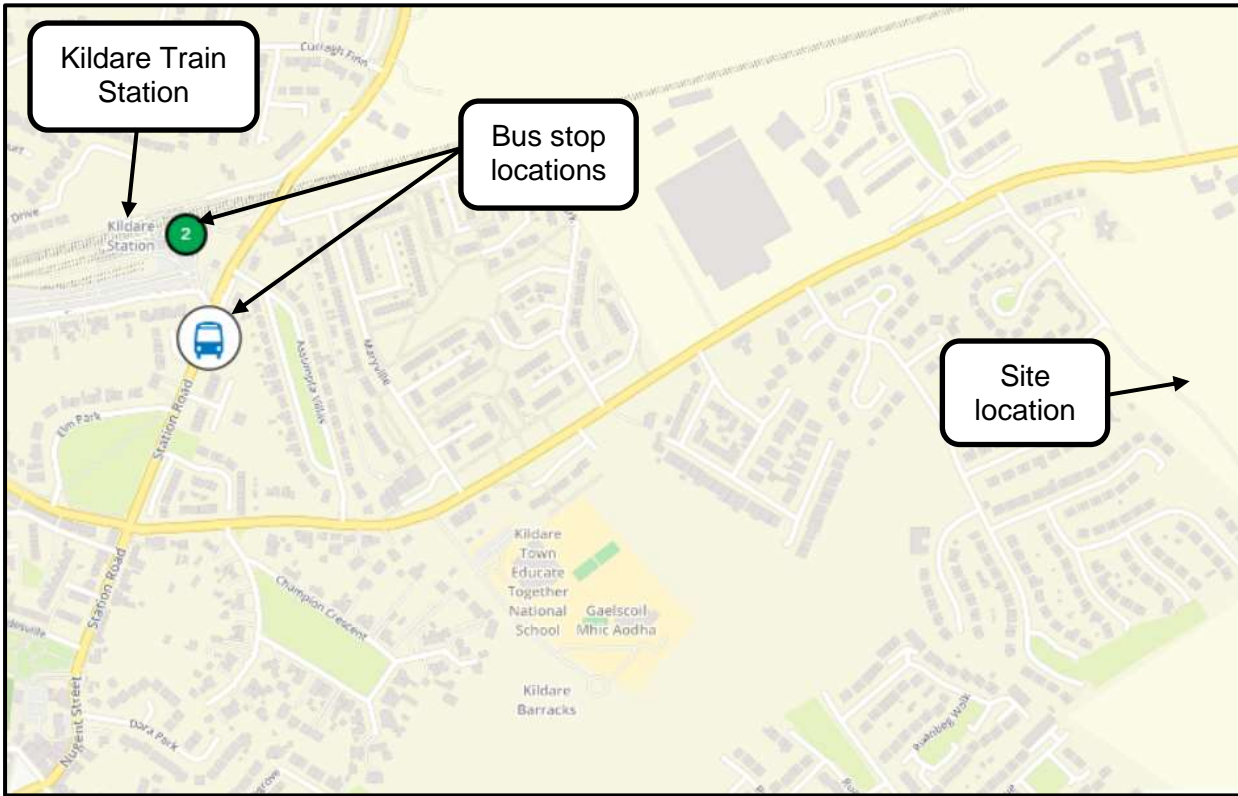 Kildare Train
Station
Curragh Finn
Bus stop
locations
Drive
Kildare
Station
2
Maryville
Assumpta Villas
Site
location
Elm Park
Station Road
Kildare
Town
Educate
Together
National
School
Gaelscoil
Mhic Aodha
Champion Crescent
Station Road
Kildare
Barracks
Nugent Street
Dara Park
Ruanbeg Walk